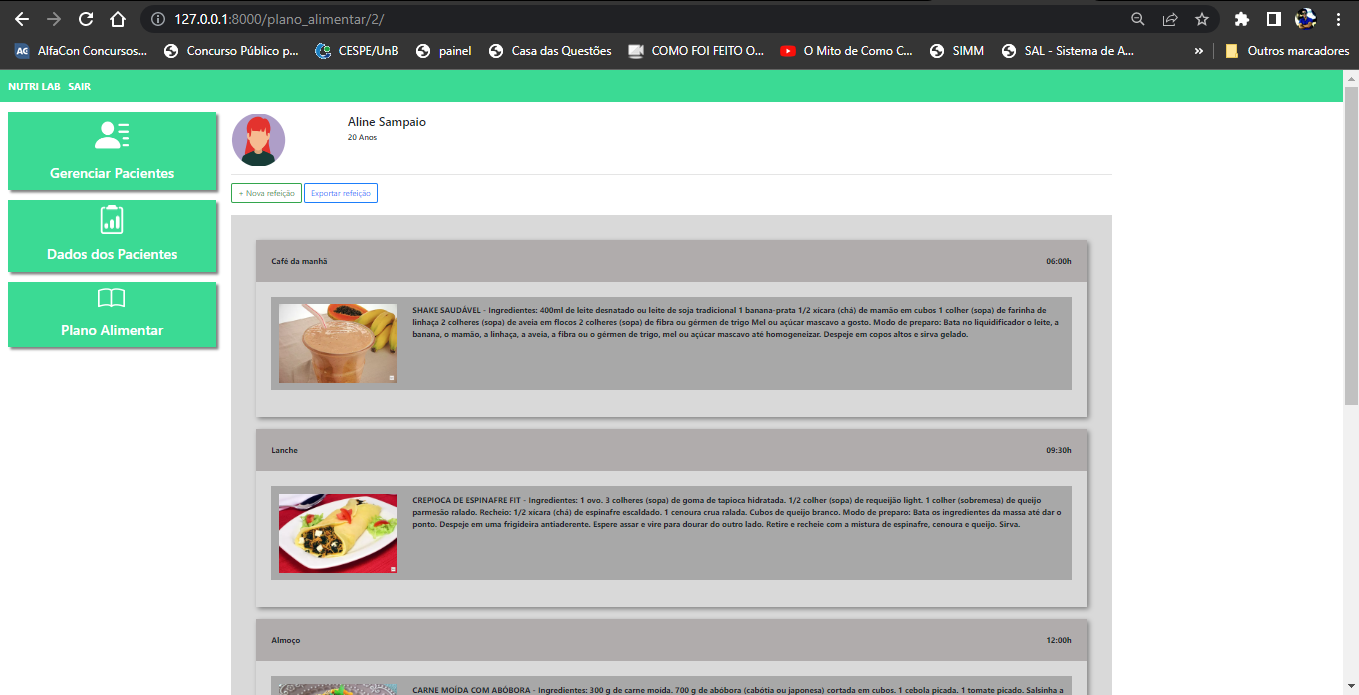 127.0.0.1:8000/plano_alimentar/2/
AG AlfaCon Concursos... Concurso Público p... CESPE/UnB painel Casa das Questões COMO FOI FEITO O... O Mito de Como C... SIMM SAL - Sistema de A... » Outros marcadores
NUTRI LAB SAIR
Gerenciar Pacientes
Dados dos Pacientes
Plano Alimentar
Aline Sampaio
20 Anos
+ Nova refeição Exportar refeição
Café da manhã 06:00h
SHAKE SAUDÁVEL - Ingredientes: 400ml de leite desnatado ou leite de soja tradicional 1 banana-prata 1/2 xícara (chá) de mamão em cubos 1 colher (sopa) de farinha de
linhaça 2 colheres (sopa) de aveia em flocos 2 colheres (sopa) de fibra ou gérmen de trigo Mel ou açúcar mascavo a gosto. Modo de preparo: Bata no liquidificador o leite, a
banana, o mamão, a linhaça, a aveia, a fibra ou o gérmen de trigo, mel ou açúcar mascavo até homogeneizar. Despeje em copos altos e sirva gelado.
Lanche 09:30h
CREPIOCA DE ESPINAFRE FIT - Ingredientes: 1 ovo. 3 colheres (sopa) de goma de tapioca hidratada. 1/2 colher (sopa) de requeijão light. 1 colher (sobremesa) de queijo
parmesão ralado. Recheio: 1/2 xícara (chá) de espinafre escaldado. 1 cenoura crua ralada. Cubos de queijo branco. Modo de preparo: Bata os ingredientes da massa até dar o
ponto. Despeje em uma frigideira antiaderente. Espere assar e vire para dourar do outro lado. Retire e recheie com a mistura de espinafre, cenoura e queijo. Sirva.
Almoço 12:00h
CARNE MOÍDA COM ABÓBORA - Ingredientes: 300 g de carne moída. 700 g de abóbora (cabótia ou japonesa) cortada em cubos. 1 cebola picada. 1 tomate picado. Salsinha a